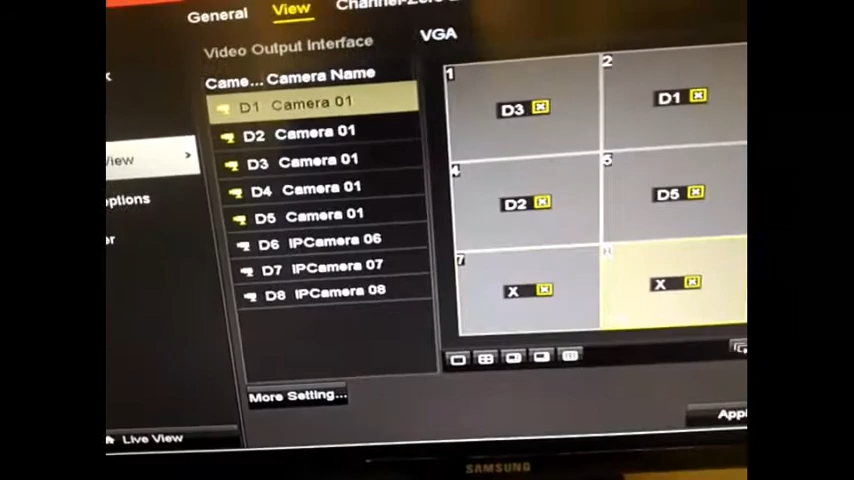 General View
Video Output Interface VGA
Came... Camera Name
D1 Camera 01
D2 Camera 01
D3 Camera 01
D4 Camera 01
D5 Camera 01
D6 IPCamera 06
D7 IPCamera 07
D8 IPCamera 08
1 D3
2 D1
4 D2
5 D5
7 X
X
More Setting...
Live View
SAMSUNG